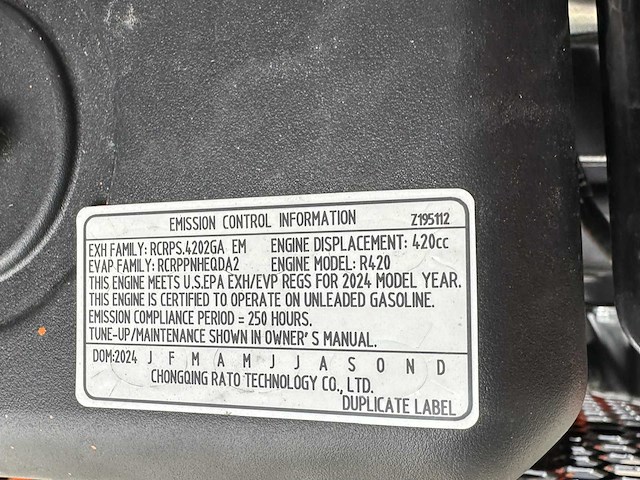 EMISSION CONTROL INFORMATION Z195112
EXH FAMILY: RCRPS.4202GA EM ENGINE DISPLACEMENT: 420cc
EVAP FAMILY: RCRPPNHEQDA2 ENGINE MODEL: R420
THIS ENGINE MEETS U.S.EPA EXH/EVP REGS FOR 2024 MODEL YEAR.
THIS ENGINE IS CERTIFIED TO OPERATE ON UNLEADED GASOLINE.
EMISSION COMPLIANCE PERIOD = 250 HOURS.
TUNE-UP/MAINTENANCE SHOWN IN OWNER'S MANUAL.
DOM:2024 J F M A M J J A S O N D
CHONGQING RATO TECHNOLOGY CO., LTD.
DUPLICATE LABEL